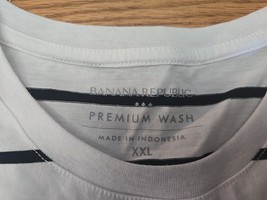 BANANA REPUBLIC
PREMIUM WASH
MADE IN INDONESIA
XXL